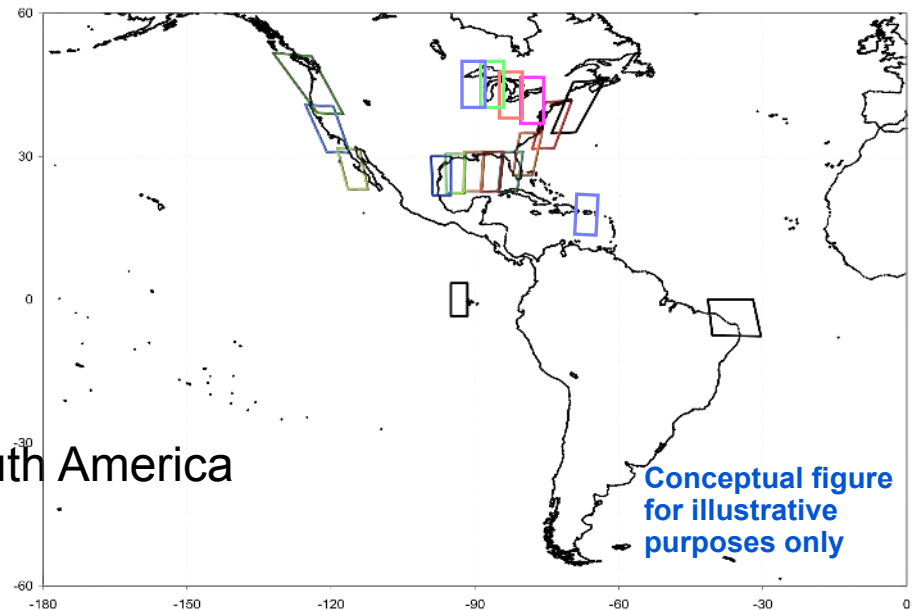 60
30
0
-30
uth America
Conceptual figure
for illustrative
purposes only
-60
-180 -150 -120 -90 -60 -30 0